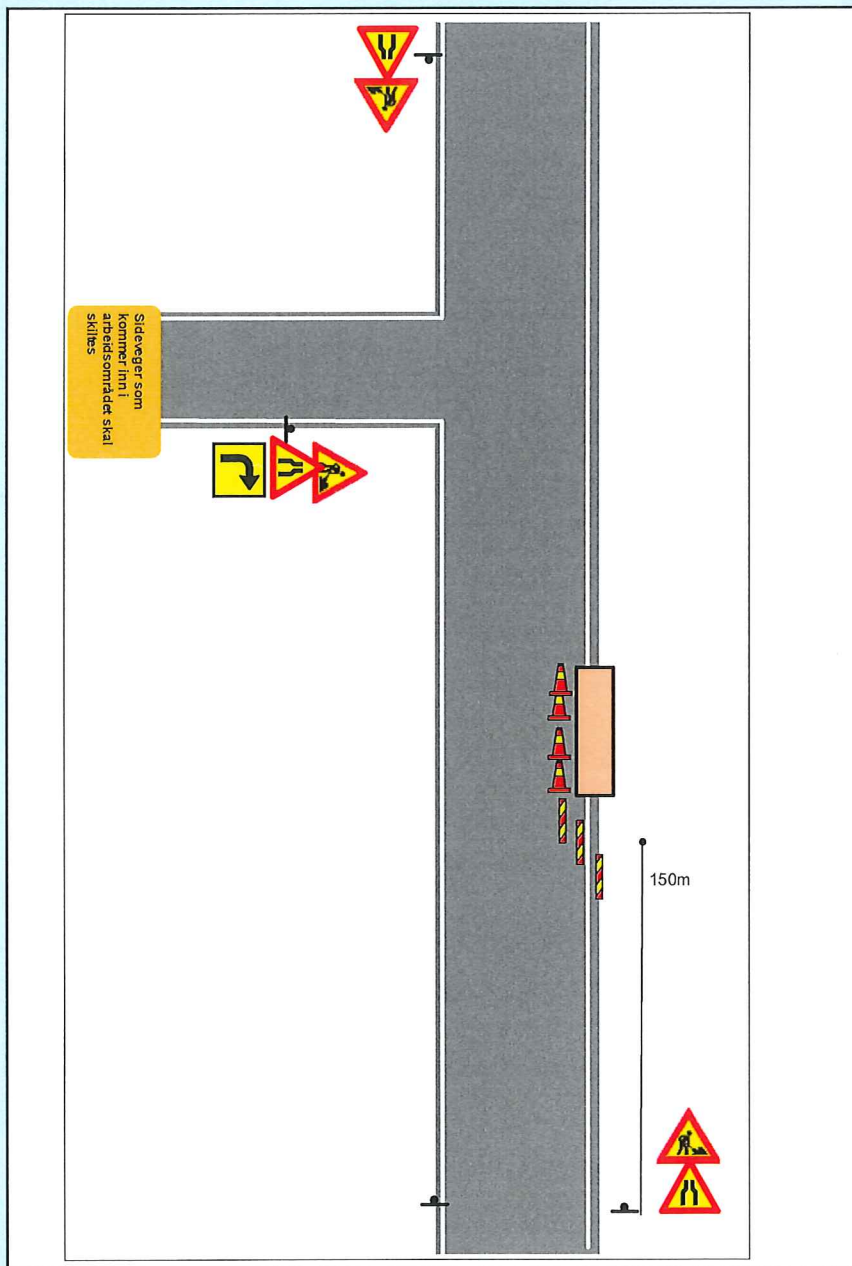 Sideveger som
kommer inn i
arbeidsområdet skal
skiltes
150m